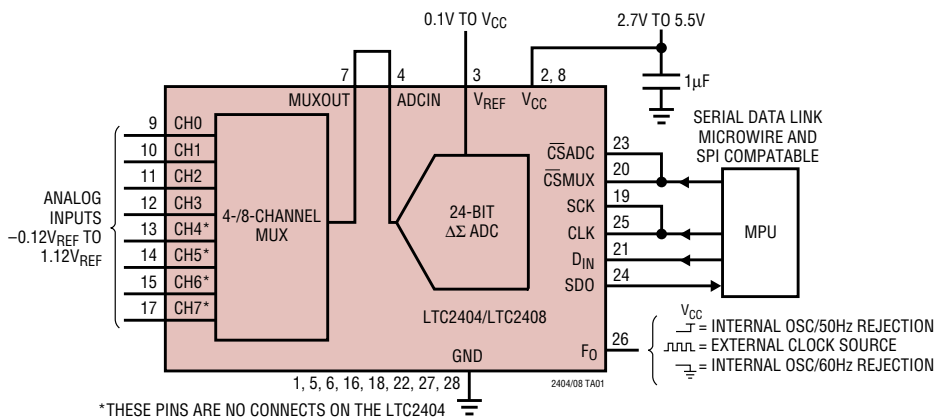 0.1V TO VCC
2.7V TO 5.5V
7
4
3
2, 8
1µF
MUXOUT
ADCIN
VREF
VCC
SERIAL DATA LINK
MICROWIRE AND
SPI COMPATABLE
ANALOG
INPUTS
–0.12VREF TO
1.12VREF
9 CH0
10 CH1
11 CH2
12 CH3
13 CH4*
14 CH5*
15 CH6*
17 CH7*
4-/8-CHANNEL
MUX
24-BIT
ΔΣ ADC
C̅S̅ADC 23
C̅S̅MUX 20
SCK 19
CLK 25
DIN 21
SDO 24
MPU
LTC2404/LTC2408
GND
FO 26
VCC
= INTERNAL OSC/50Hz REJECTION
= EXTERNAL CLOCK SOURCE
= INTERNAL OSC/60Hz REJECTION
1, 5, 6, 16, 18, 22, 27, 28
2404/08 TA01
*THESE PINS ARE NO CONNECTS ON THE LTC2404